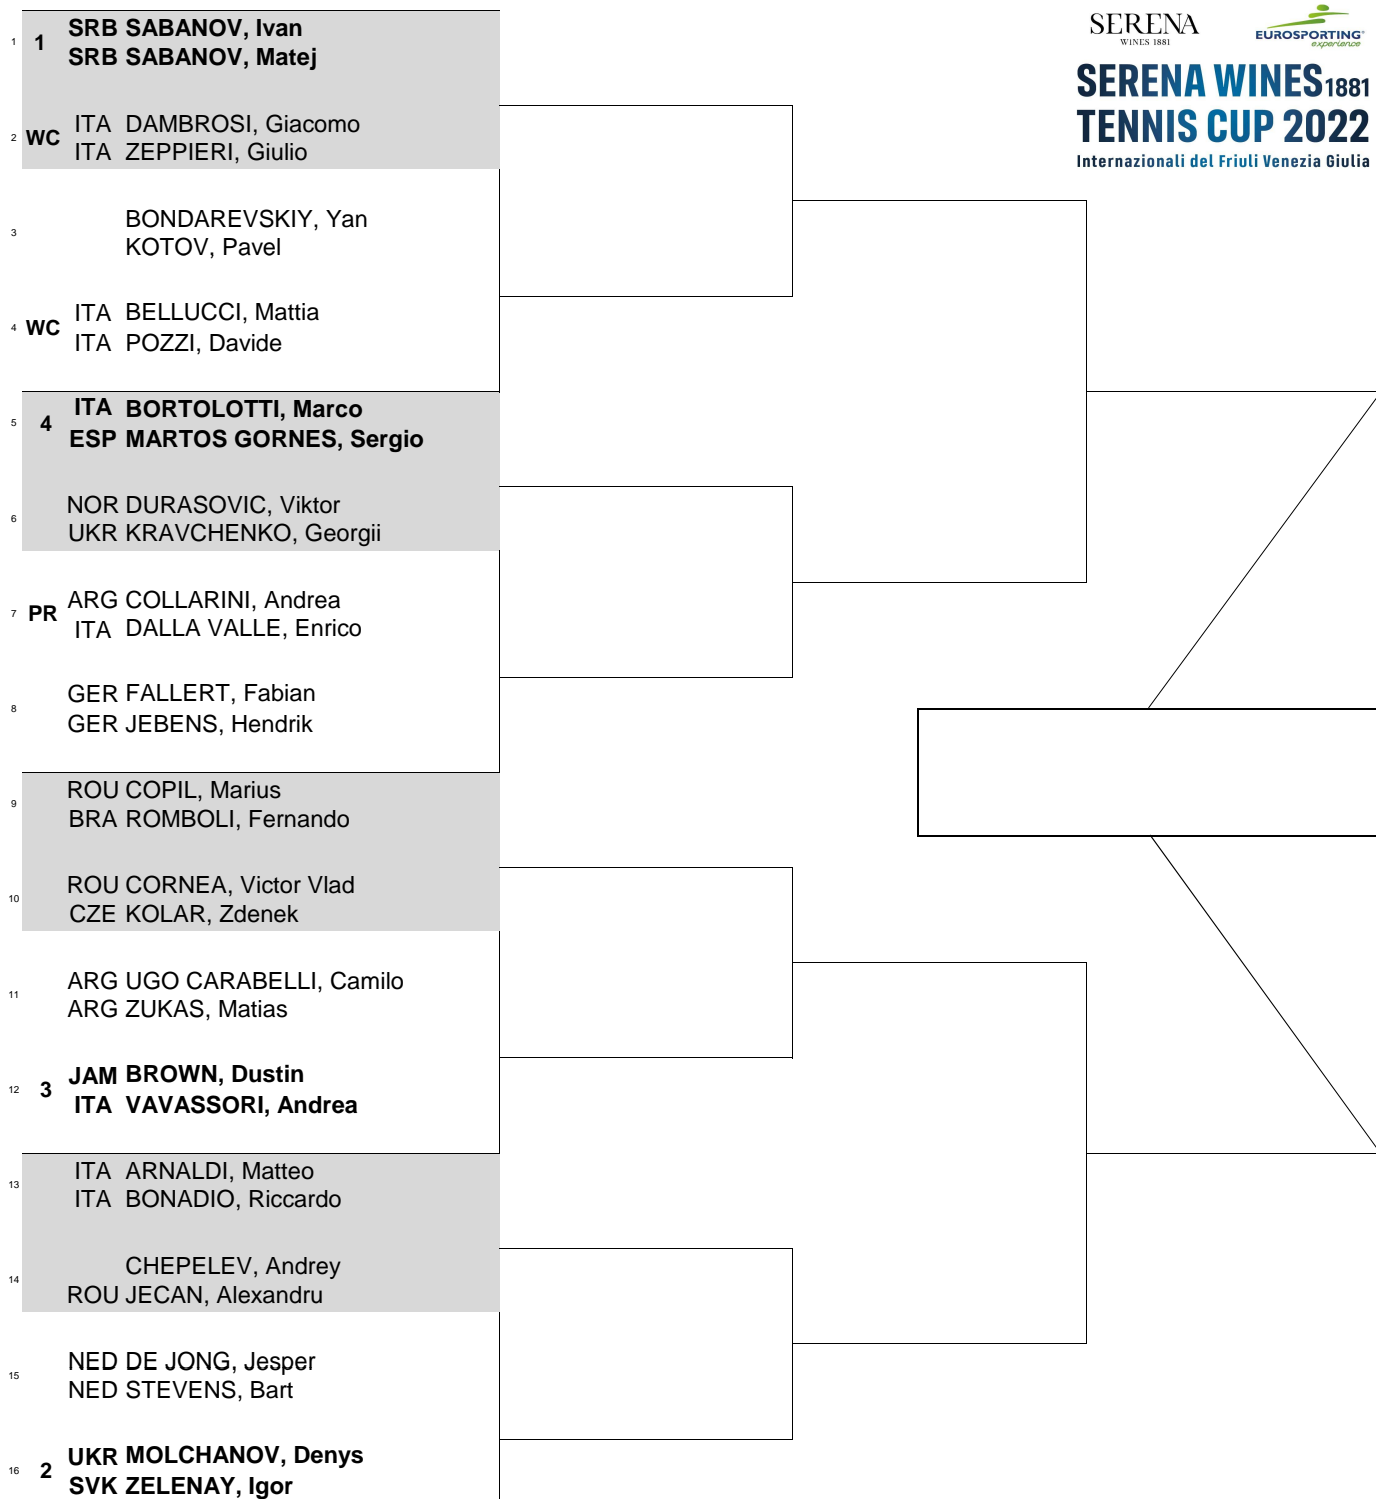 SERENA
WINES 1881
EUROSPORTING®
experience
SERENA WINES 1881
TENNIS CUP 2022
Internazionali del Friuli Venezia Giulia
1 1 SRB SABANOV, Ivan
SRB SABANOV, Matej
2 WC ITA DAMBROSI, Giacomo
ITA ZEPPIERI, Giulio
3 BONDAREVSKIY, Yan
KOTOV, Pavel
4 WC ITA BELLUCCI, Mattia
ITA POZZI, Davide
5 4 ITA BORTOLOTTI, Marco
ESP MARTOS GORNES, Sergio
6 NOR DURASOVIC, Viktor
UKR KRAVCHENKO, Georgii
7 PR ARG COLLARINI, Andrea
ITA DALLA VALLE, Enrico
8 GER FALLERT, Fabian
GER JEBENS, Hendrik
9 ROU COPIL, Marius
BRA ROMBOLI, Fernando
10 ROU CORNEA, Victor Vlad
CZE KOLAR, Zdenek
11 ARG UGO CARABELLI, Camilo
ARG ZUKAS, Matias
12 3 JAM BROWN, Dustin
ITA VAVASSORI, Andrea
13 ITA ARNALDI, Matteo
ITA BONADIO, Riccardo
14 CHEPELEV, Andrey
ROU JECAN, Alexandru
15 NED DE JONG, Jesper
NED STEVENS, Bart
16 2 UKR MOLCHANOV, Denys
SVK ZELENAY, Igor